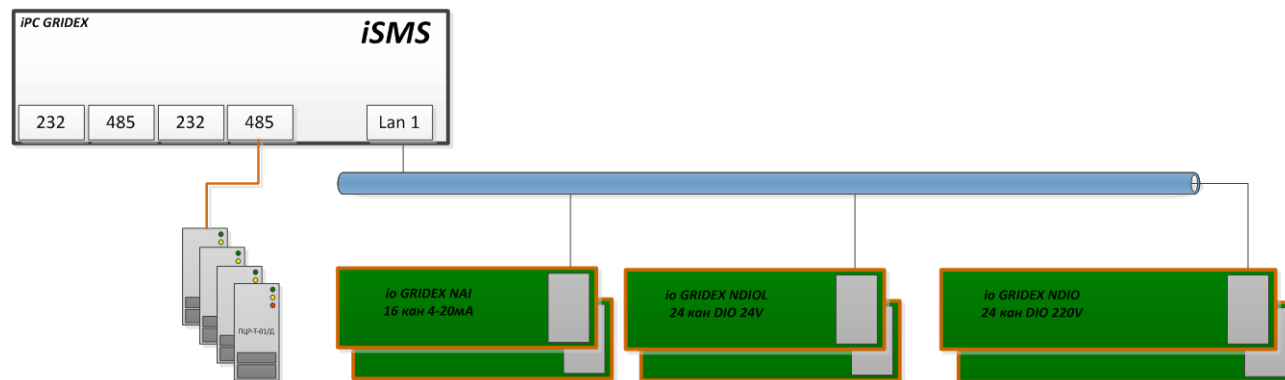 iPC GRIDEX
iSMS
232
485
232
485
Lan 1
ПЦР-Т-01/Д
io GRIDEX NAI
16 кан 4-20мА
io GRIDEX NDIOL
24 кан DIO 24V
io GRIDEX NDIO
24 кан DIO 220V